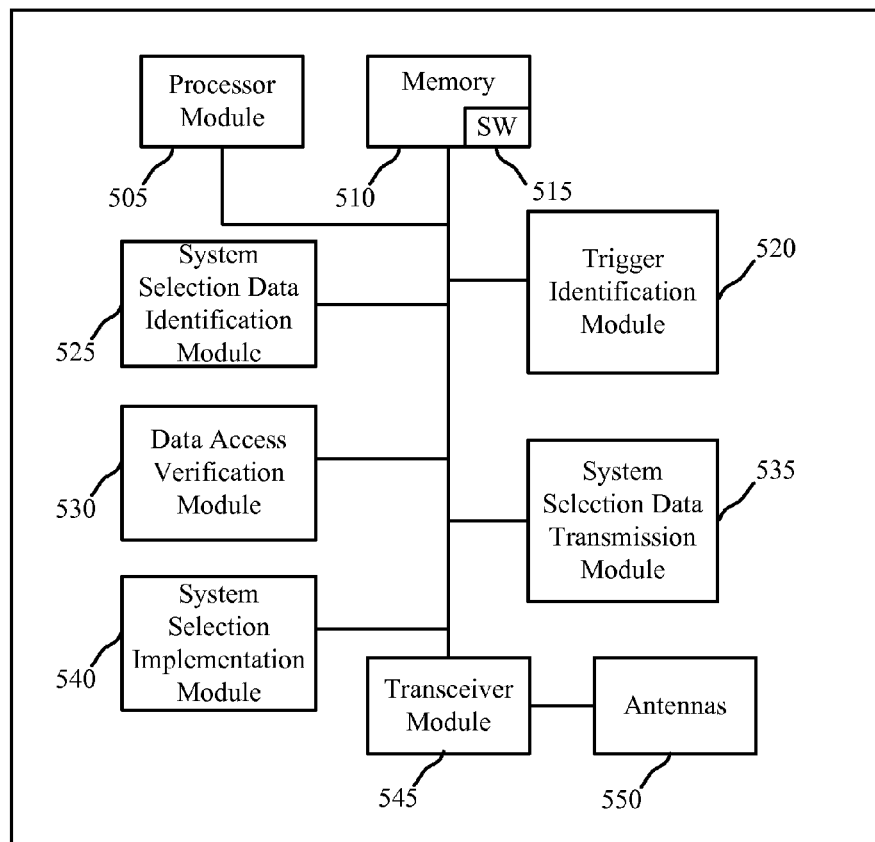 Processor
Module
505
Memory
SW
510
515
System
Selection Data
Identification
Module
525
Trigger
Identification
Module
520
Data Access
Verification
Module
530
System
Selection Data
Transmission
Module
535
System
Selection
Implementation
Module
540
Transceiver
Module
545
Antennas
550